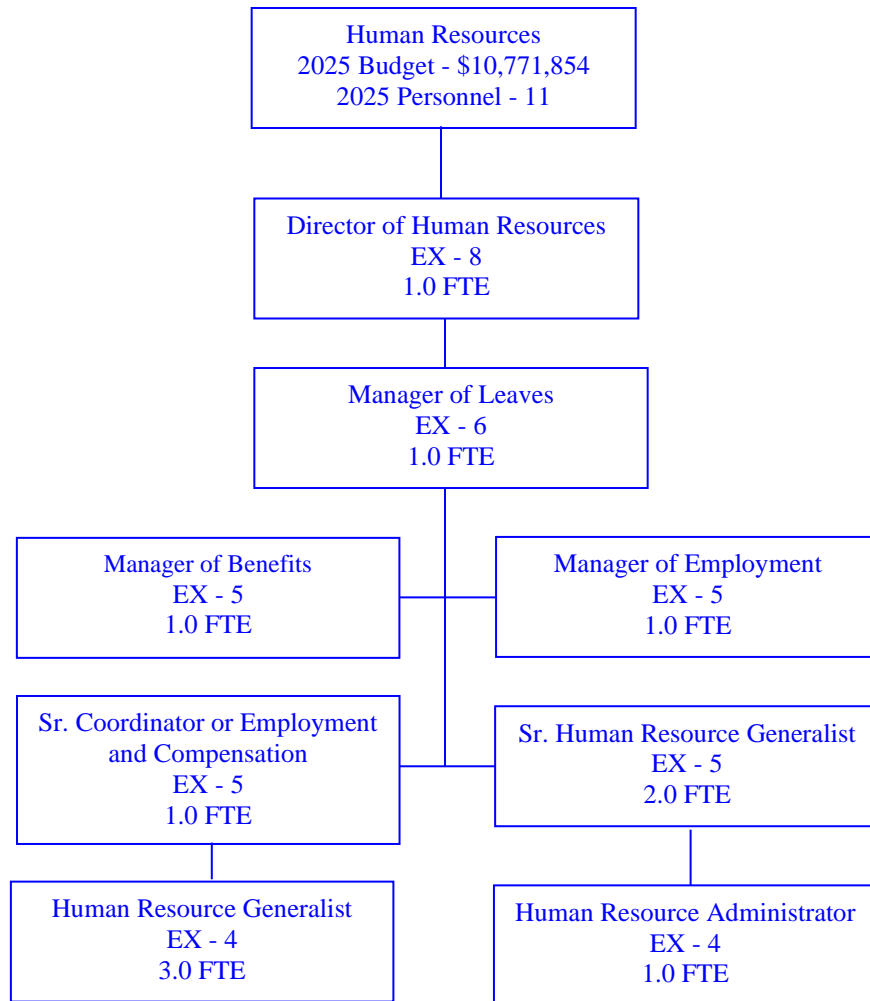 Human Resources
2025 Budget - $10,771,854
2025 Personnel - 11
Director of Human Resources
EX - 8
1.0 FTE
Manager of Leaves
EX - 6
1.0 FTE
Manager of Benefits
EX - 5
1.0 FTE
Manager of Employment
EX - 5
1.0 FTE
Sr. Coordinator or Employment
and Compensation
EX - 5
1.0 FTE
Sr. Human Resource Generalist
EX - 5
2.0 FTE
Human Resource Generalist
EX - 4
3.0 FTE
Human Resource Administrator
EX - 4
1.0 FTE